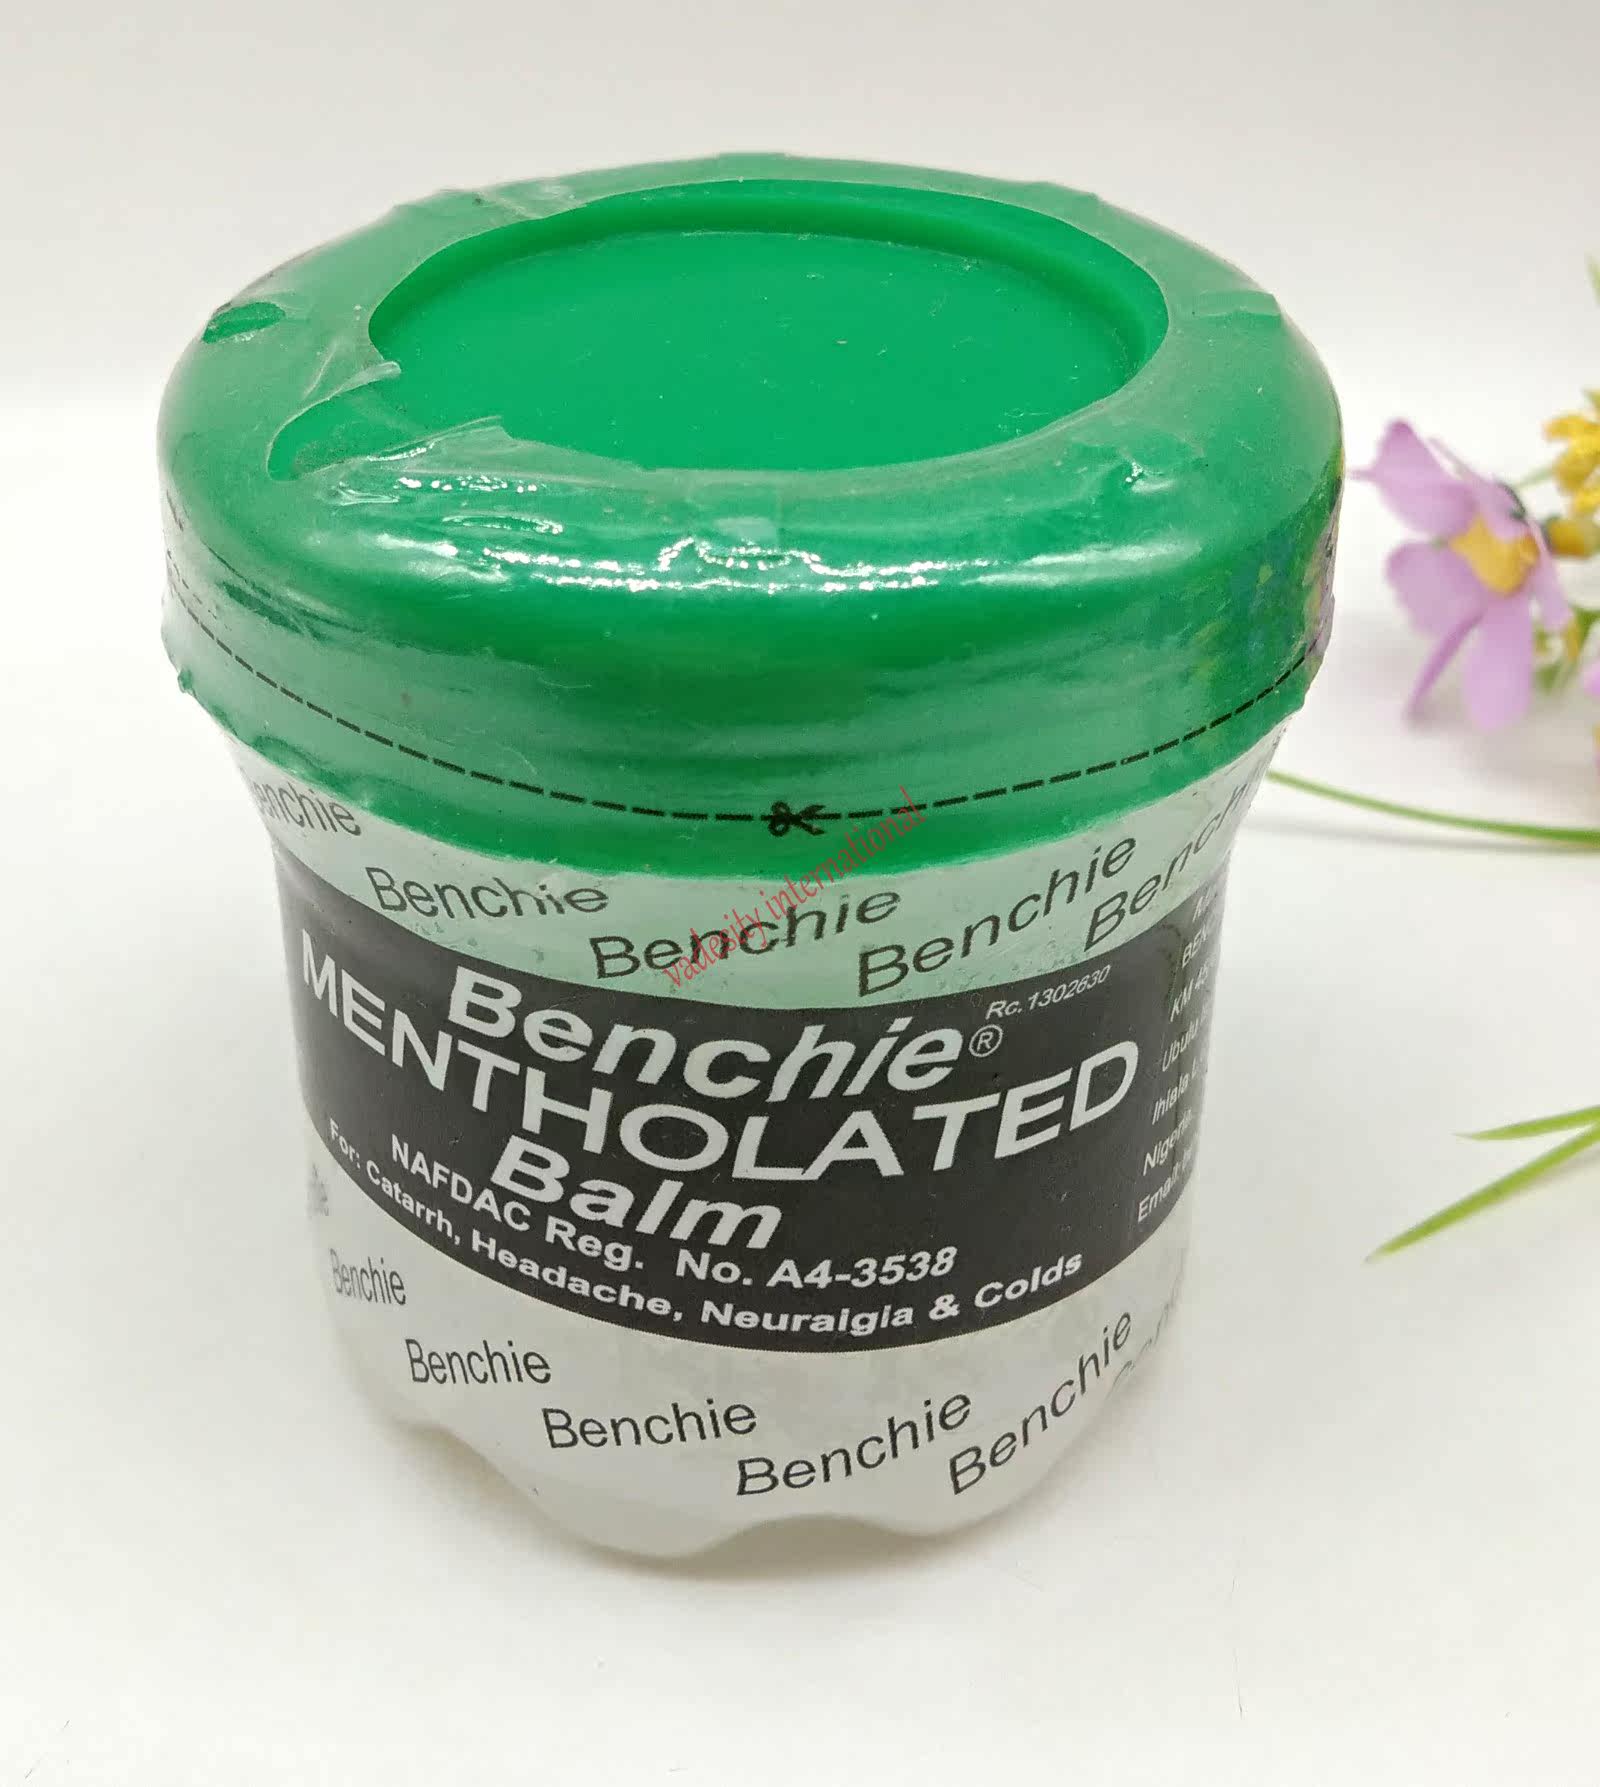 Benchie
Benchie
Benchie
Benchie
vadesity international
Rc. 1302630
Benchie®
MENTHOLATED
Balm
NAFDAC Reg. No. A4-3538
For: Catarrh, Headache, Neuralgia & Colds
Benchie
Benchie
Benchie
Benchie
Benchie